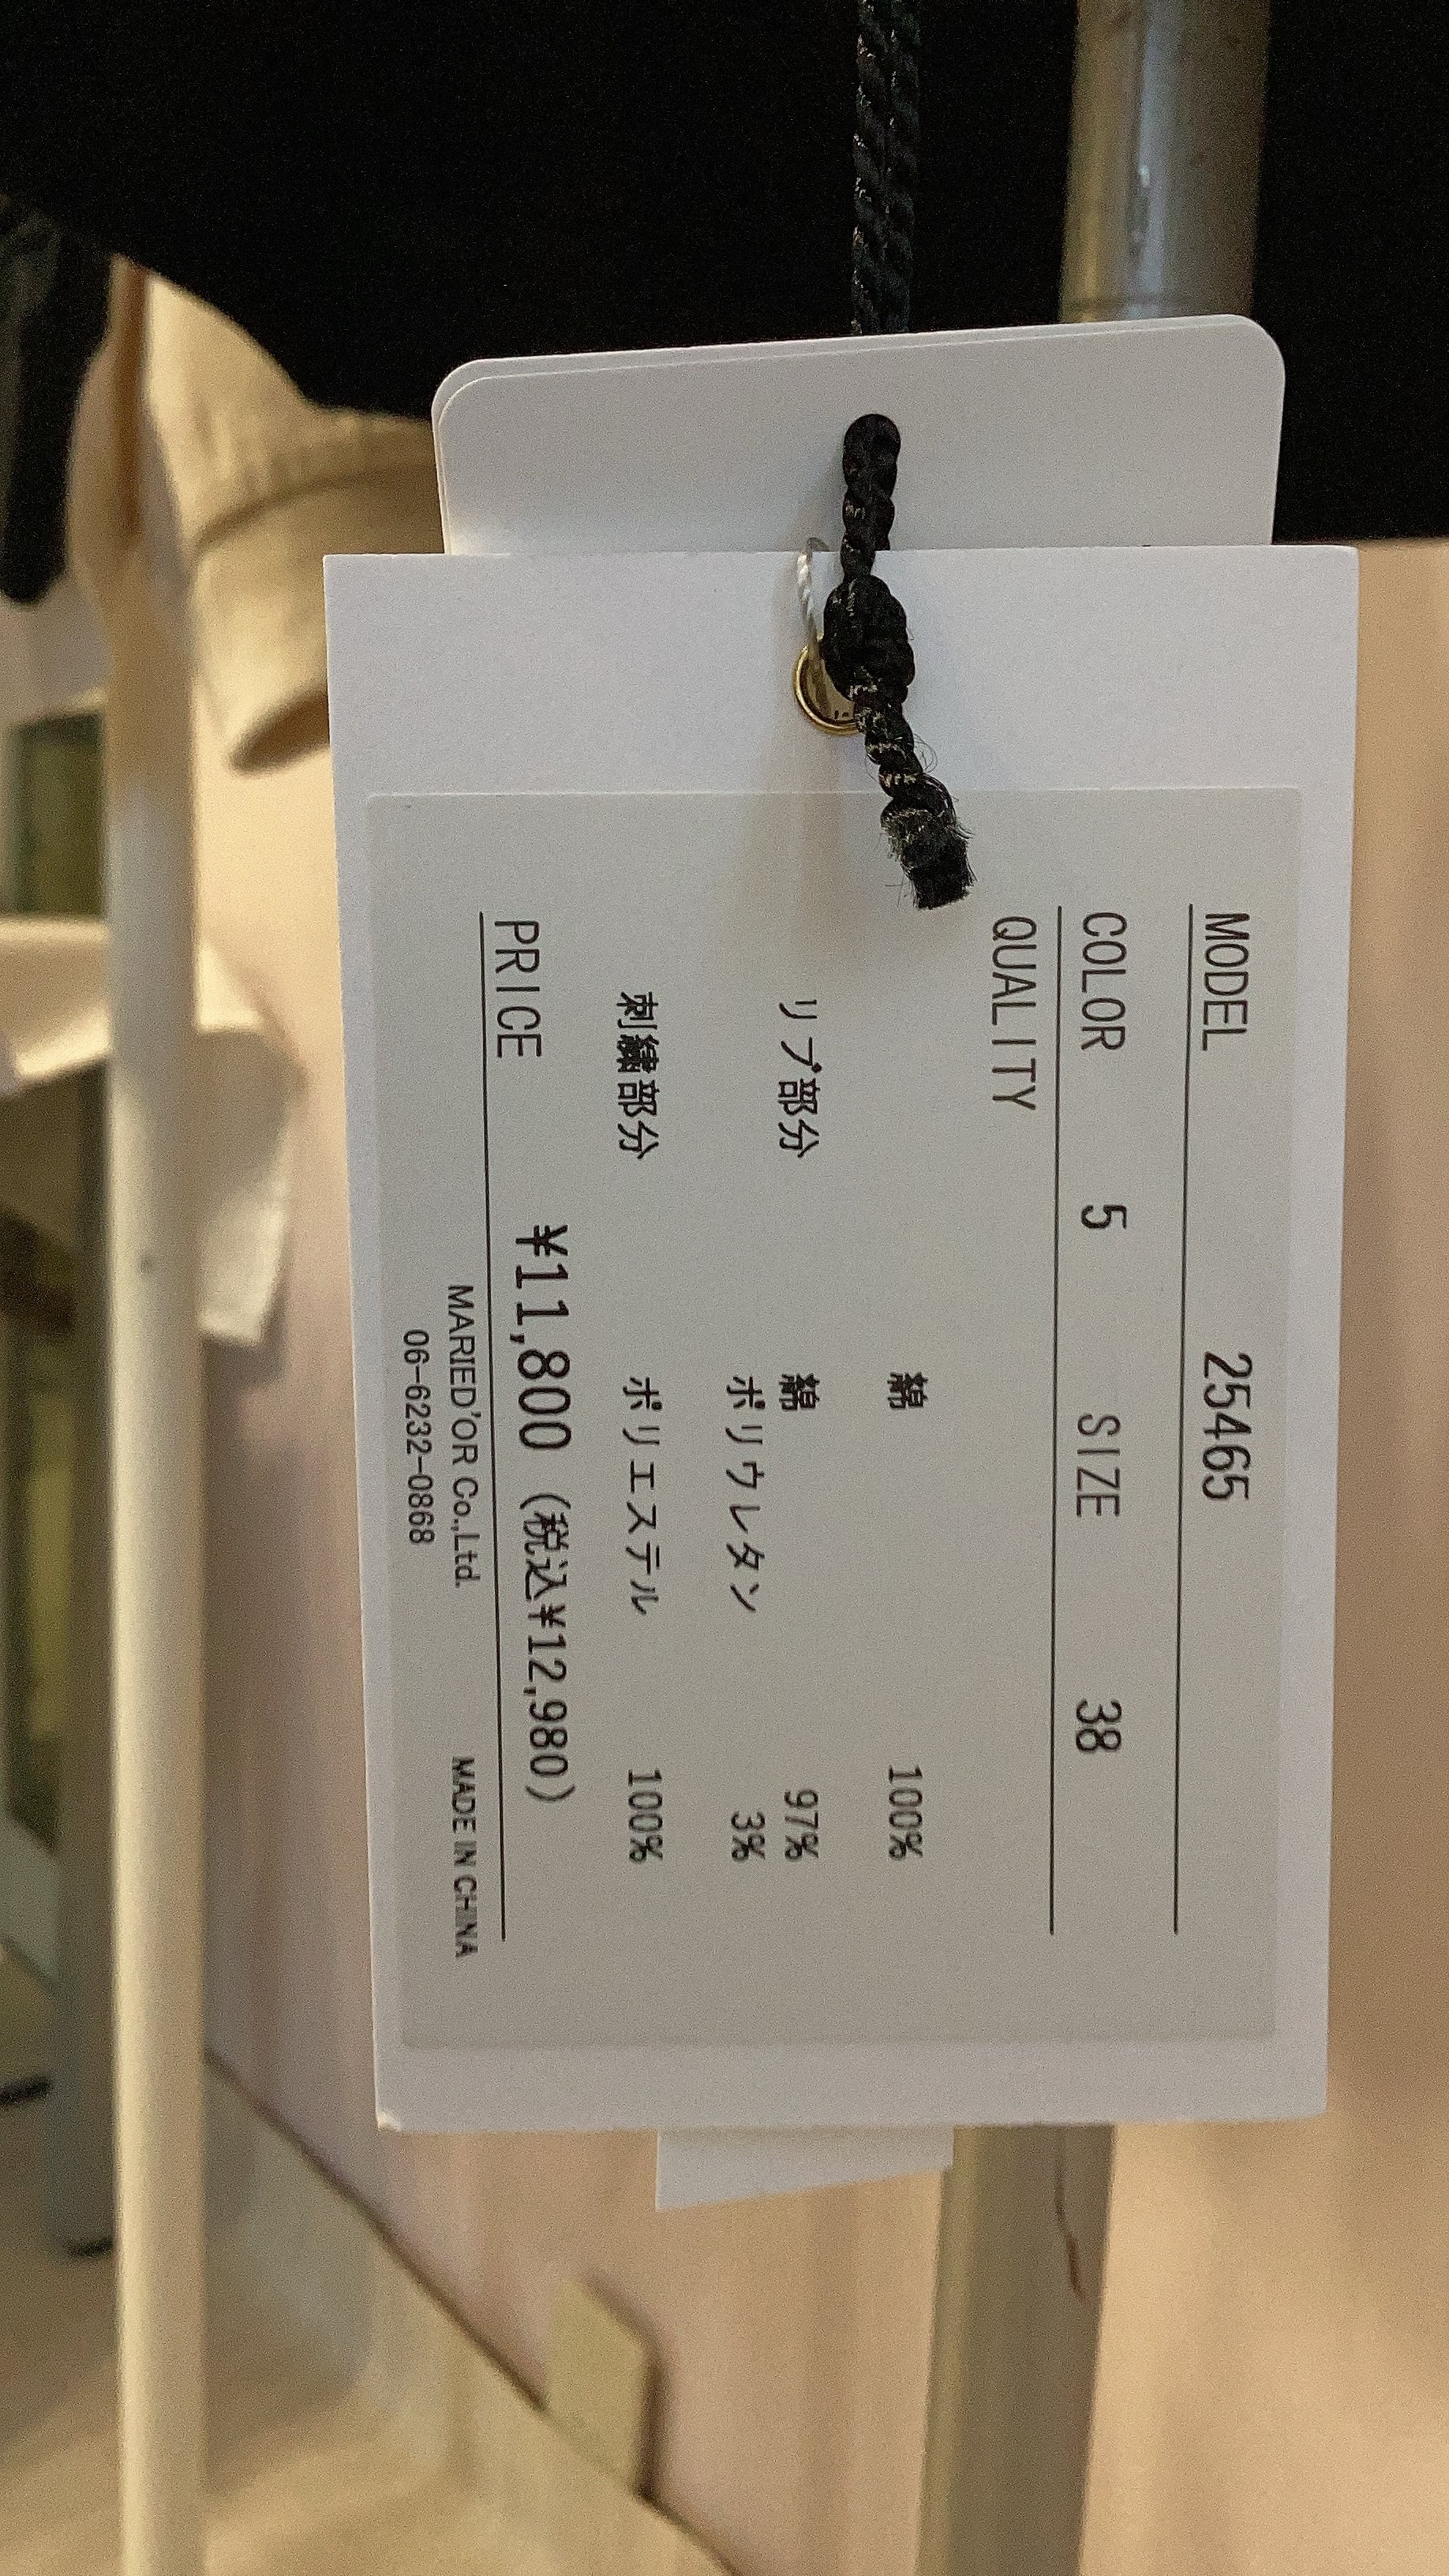 MODEL 25465
COLOR 5 SIZE 38
QUALITY
綿 100%
リブ部分 綿 97%
ポリウレタン 3%
刺繍部分 ポリエステル 100%
PRICE ¥11,800 (税込¥12,980)
MARIED'OR Co.,Ltd. MADE IN CHINA
06-6232-0868